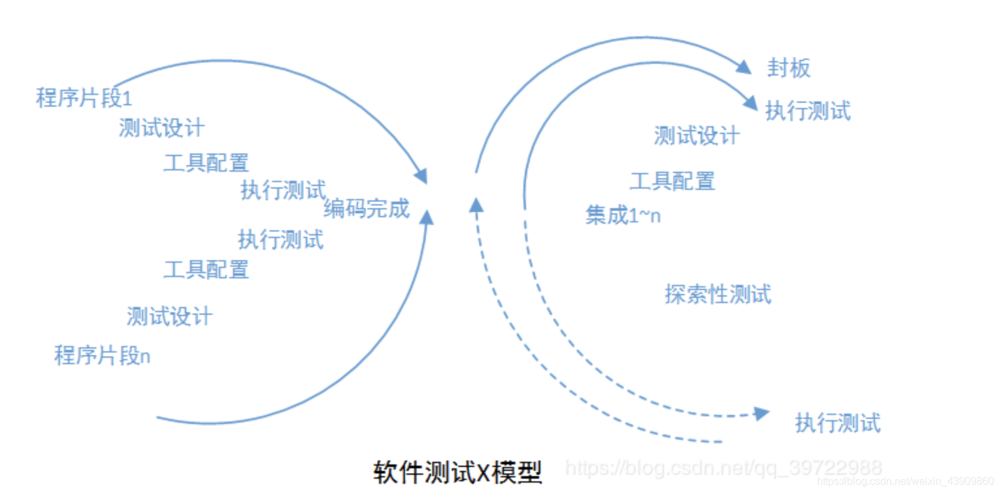 程序片段1
测试设计
工具配置
执行测试
编码完成
执行测试
工具配置
测试设计
程序片段n
封板
执行测试
测试设计
工具配置
集成1~n
探索性测试
执行测试
软件测试X模型
https://blog.csdn.net/qq_39722988
https://blog.csdn.net/weixin_43909860